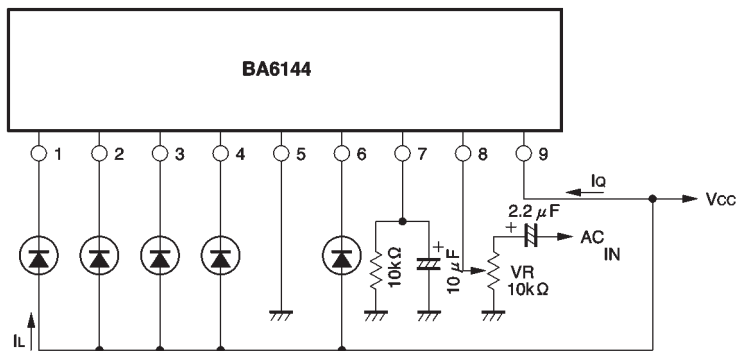 BA6144
1 2 3 4 5 6 7 8 9
IQ
VCC
2.2 μF
+
AC IN
+
10kΩ
10 μF
VR
10kΩ
IL